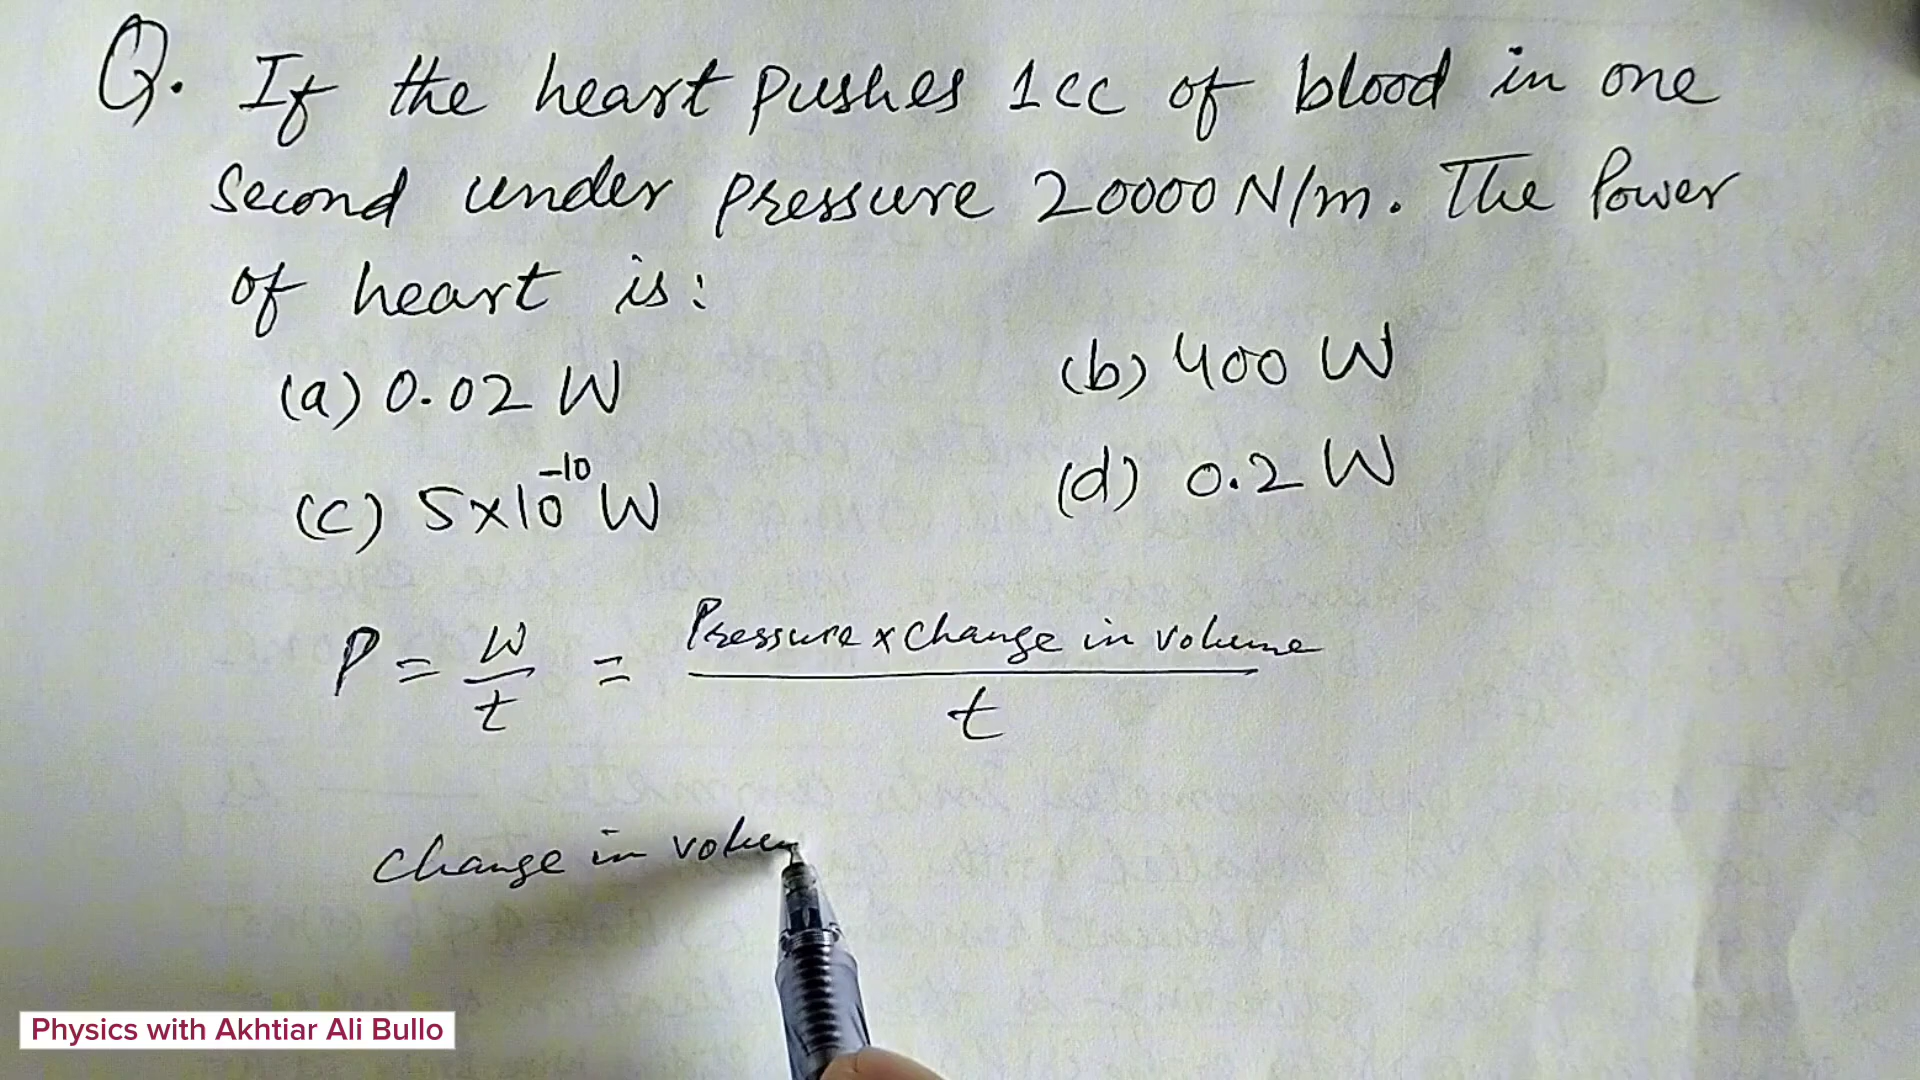 Q. If the heart pushes 1cc of blood in one
second under pressure 20000 N/m. The Power
of heart is:
(a) 0.02 W (b) 400 W
(c) 5×10⁻¹⁰ W (d) 0.2 W
P = W/t = Pressure × change in volume / t
change in volum
Physics with Akhtiar Ali Bullo